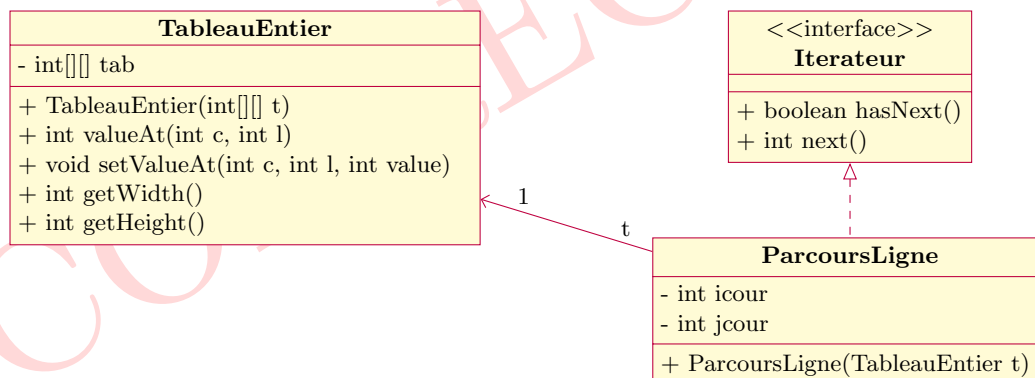 TableauEntier
- int[][] tab
+ TableauEntier(int[][] t)
+ int valueAt(int c, int l)
+ void setValueAt(int c, int l, int value)
+ int getWidth()
+ int getHeight()
<<interface>>
Iterateur
+ boolean hasNext()
+ int next()
1
t
ParcoursLigne
- int icour
- int jcour
+ ParcoursLigne(TableauEntier t)